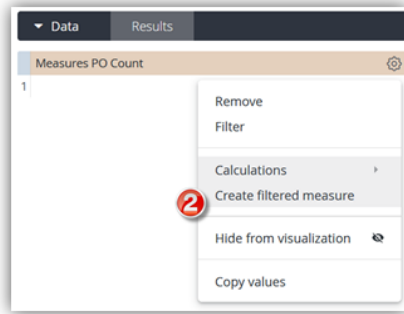 Data Results
Measures PO Count
1
Remove
Filter
Calculations
2 Create filtered measure
Hide from visualization
Copy values